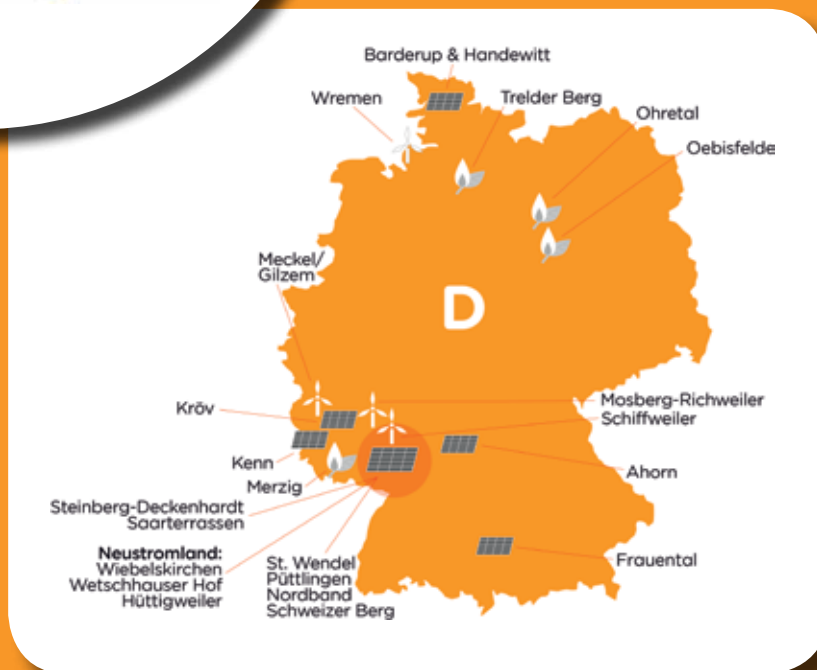 Barderup & Handewitt
Wremen
Trelder Berg
Ohretal
Oebisfelde
Meckel/
Gilzem
D
Kröv
Mosberg-Richweiler
Schiffweiler
Kenn
Ahorn
Merzig
Steinberg-Deckenhardt
Saarterrassen
Neustromland:
Wiebelskirchen
Wetschhauser Hof
Hüttigweiler
St. Wendel
Püttlingen
Nordband
Schweizer Berg
Frauental